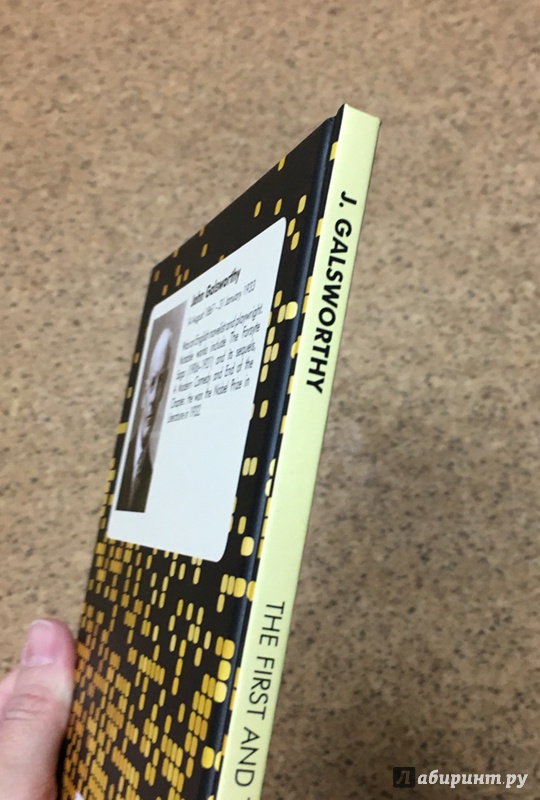 J. GALSWORTHY
THE FIRST AND
John Galsworthy
14 August 1867 – 31 January 1933
Was an English novelist and playwright.
Notable works include The Forsyte
Saga (1906–1921) and its sequels,
A Modern Comedy and End of the
Chapter. He won the Nobel Prize in
Literature in 1932.
Лабиринт.ру